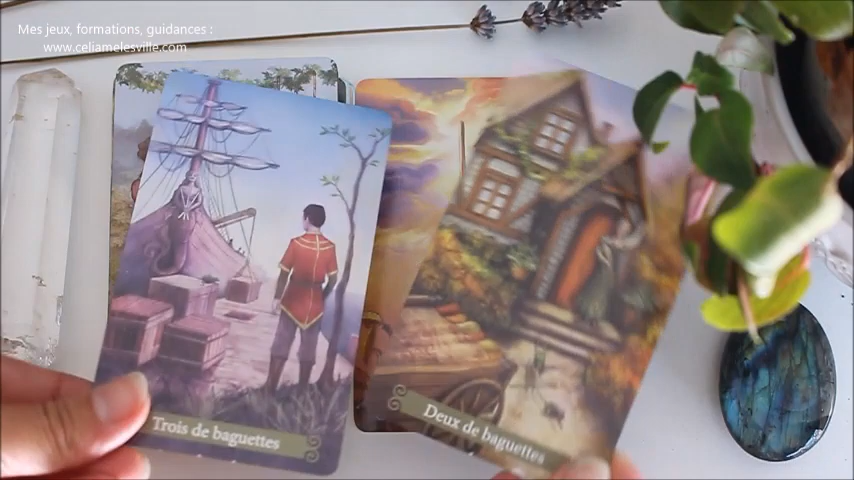 Mes jeux, formations, guidances :
www.celiamelesville.com
Trois de baguettes
Deux de baguettes